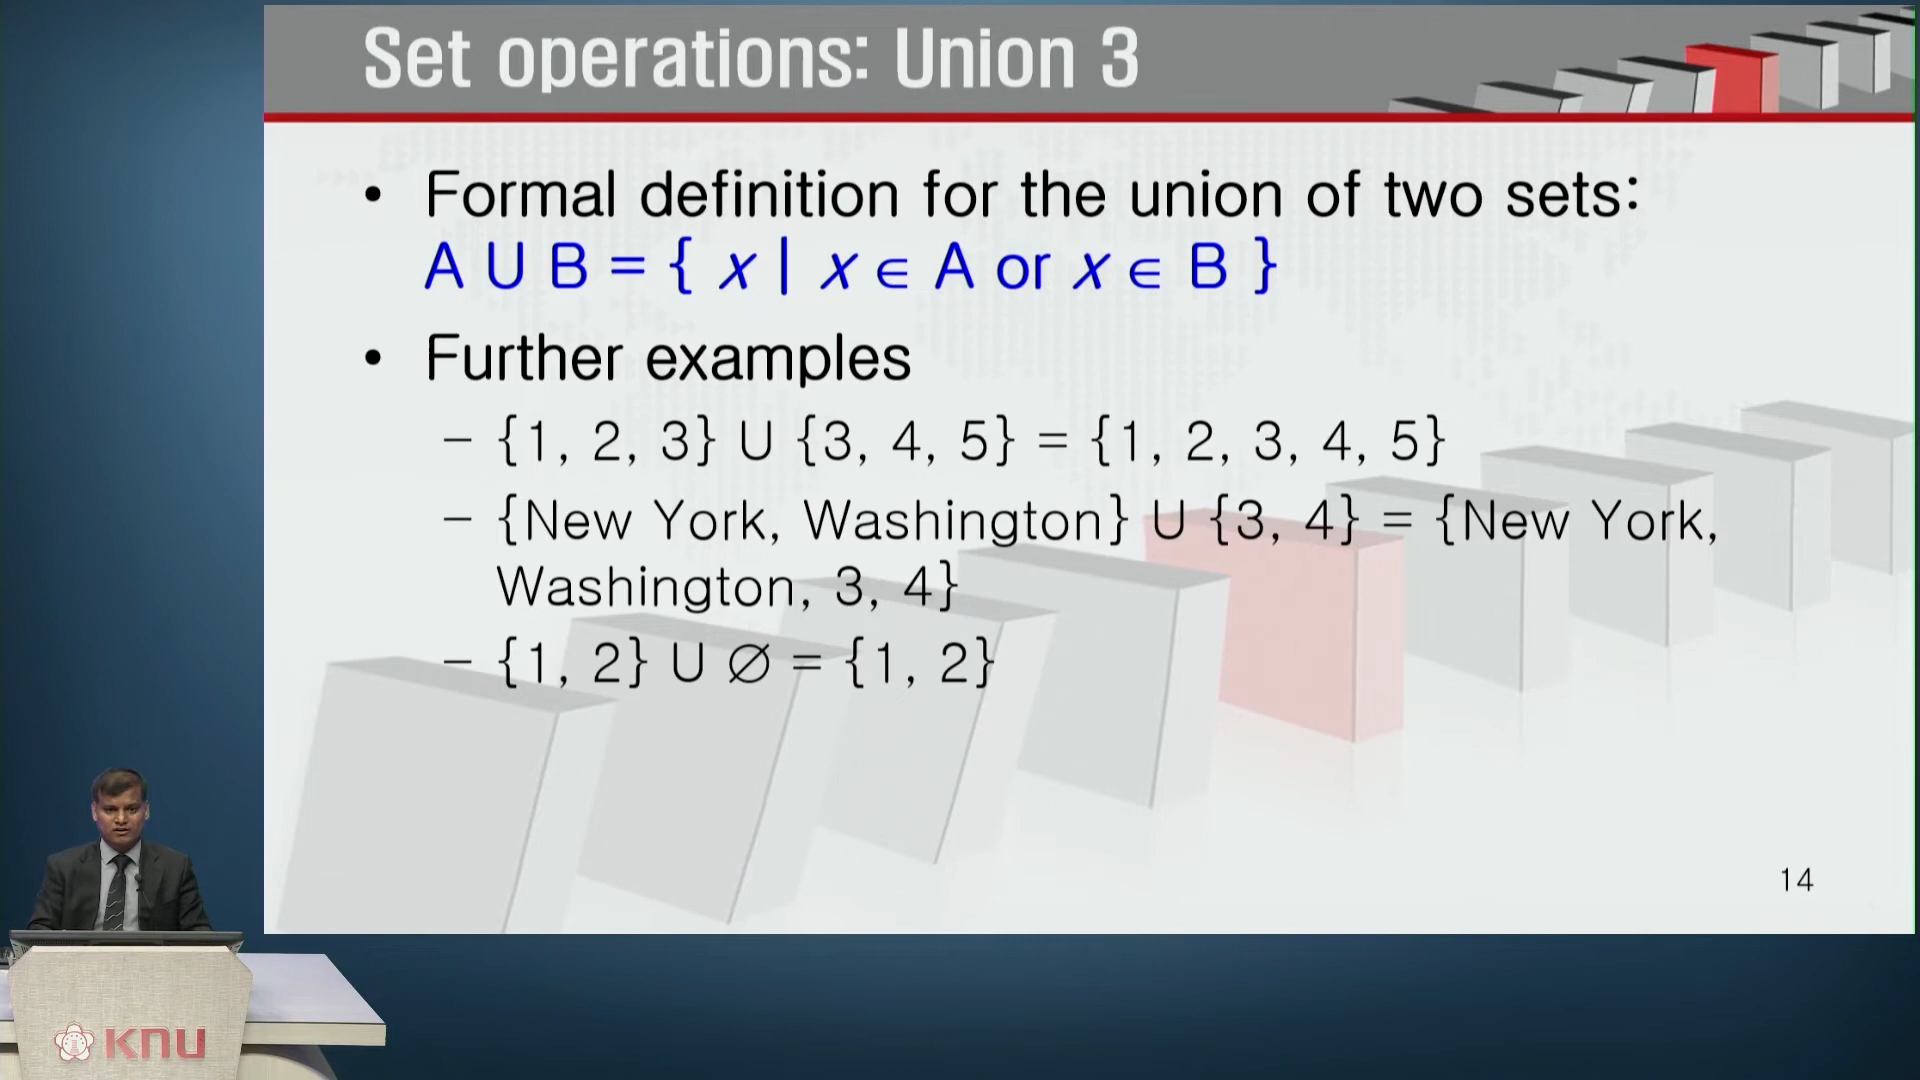 Set operations: Union 3
• Formal definition for the union of two sets:
A U B = { x | x ∈ A or x ∈ B }
• Further examples
– {1, 2, 3} U {3, 4, 5} = {1, 2, 3, 4, 5}
– {New York, Washington} U {3, 4} = {New York,
Washington, 3, 4}
– {1, 2} U ∅ = {1, 2}
14
KNU